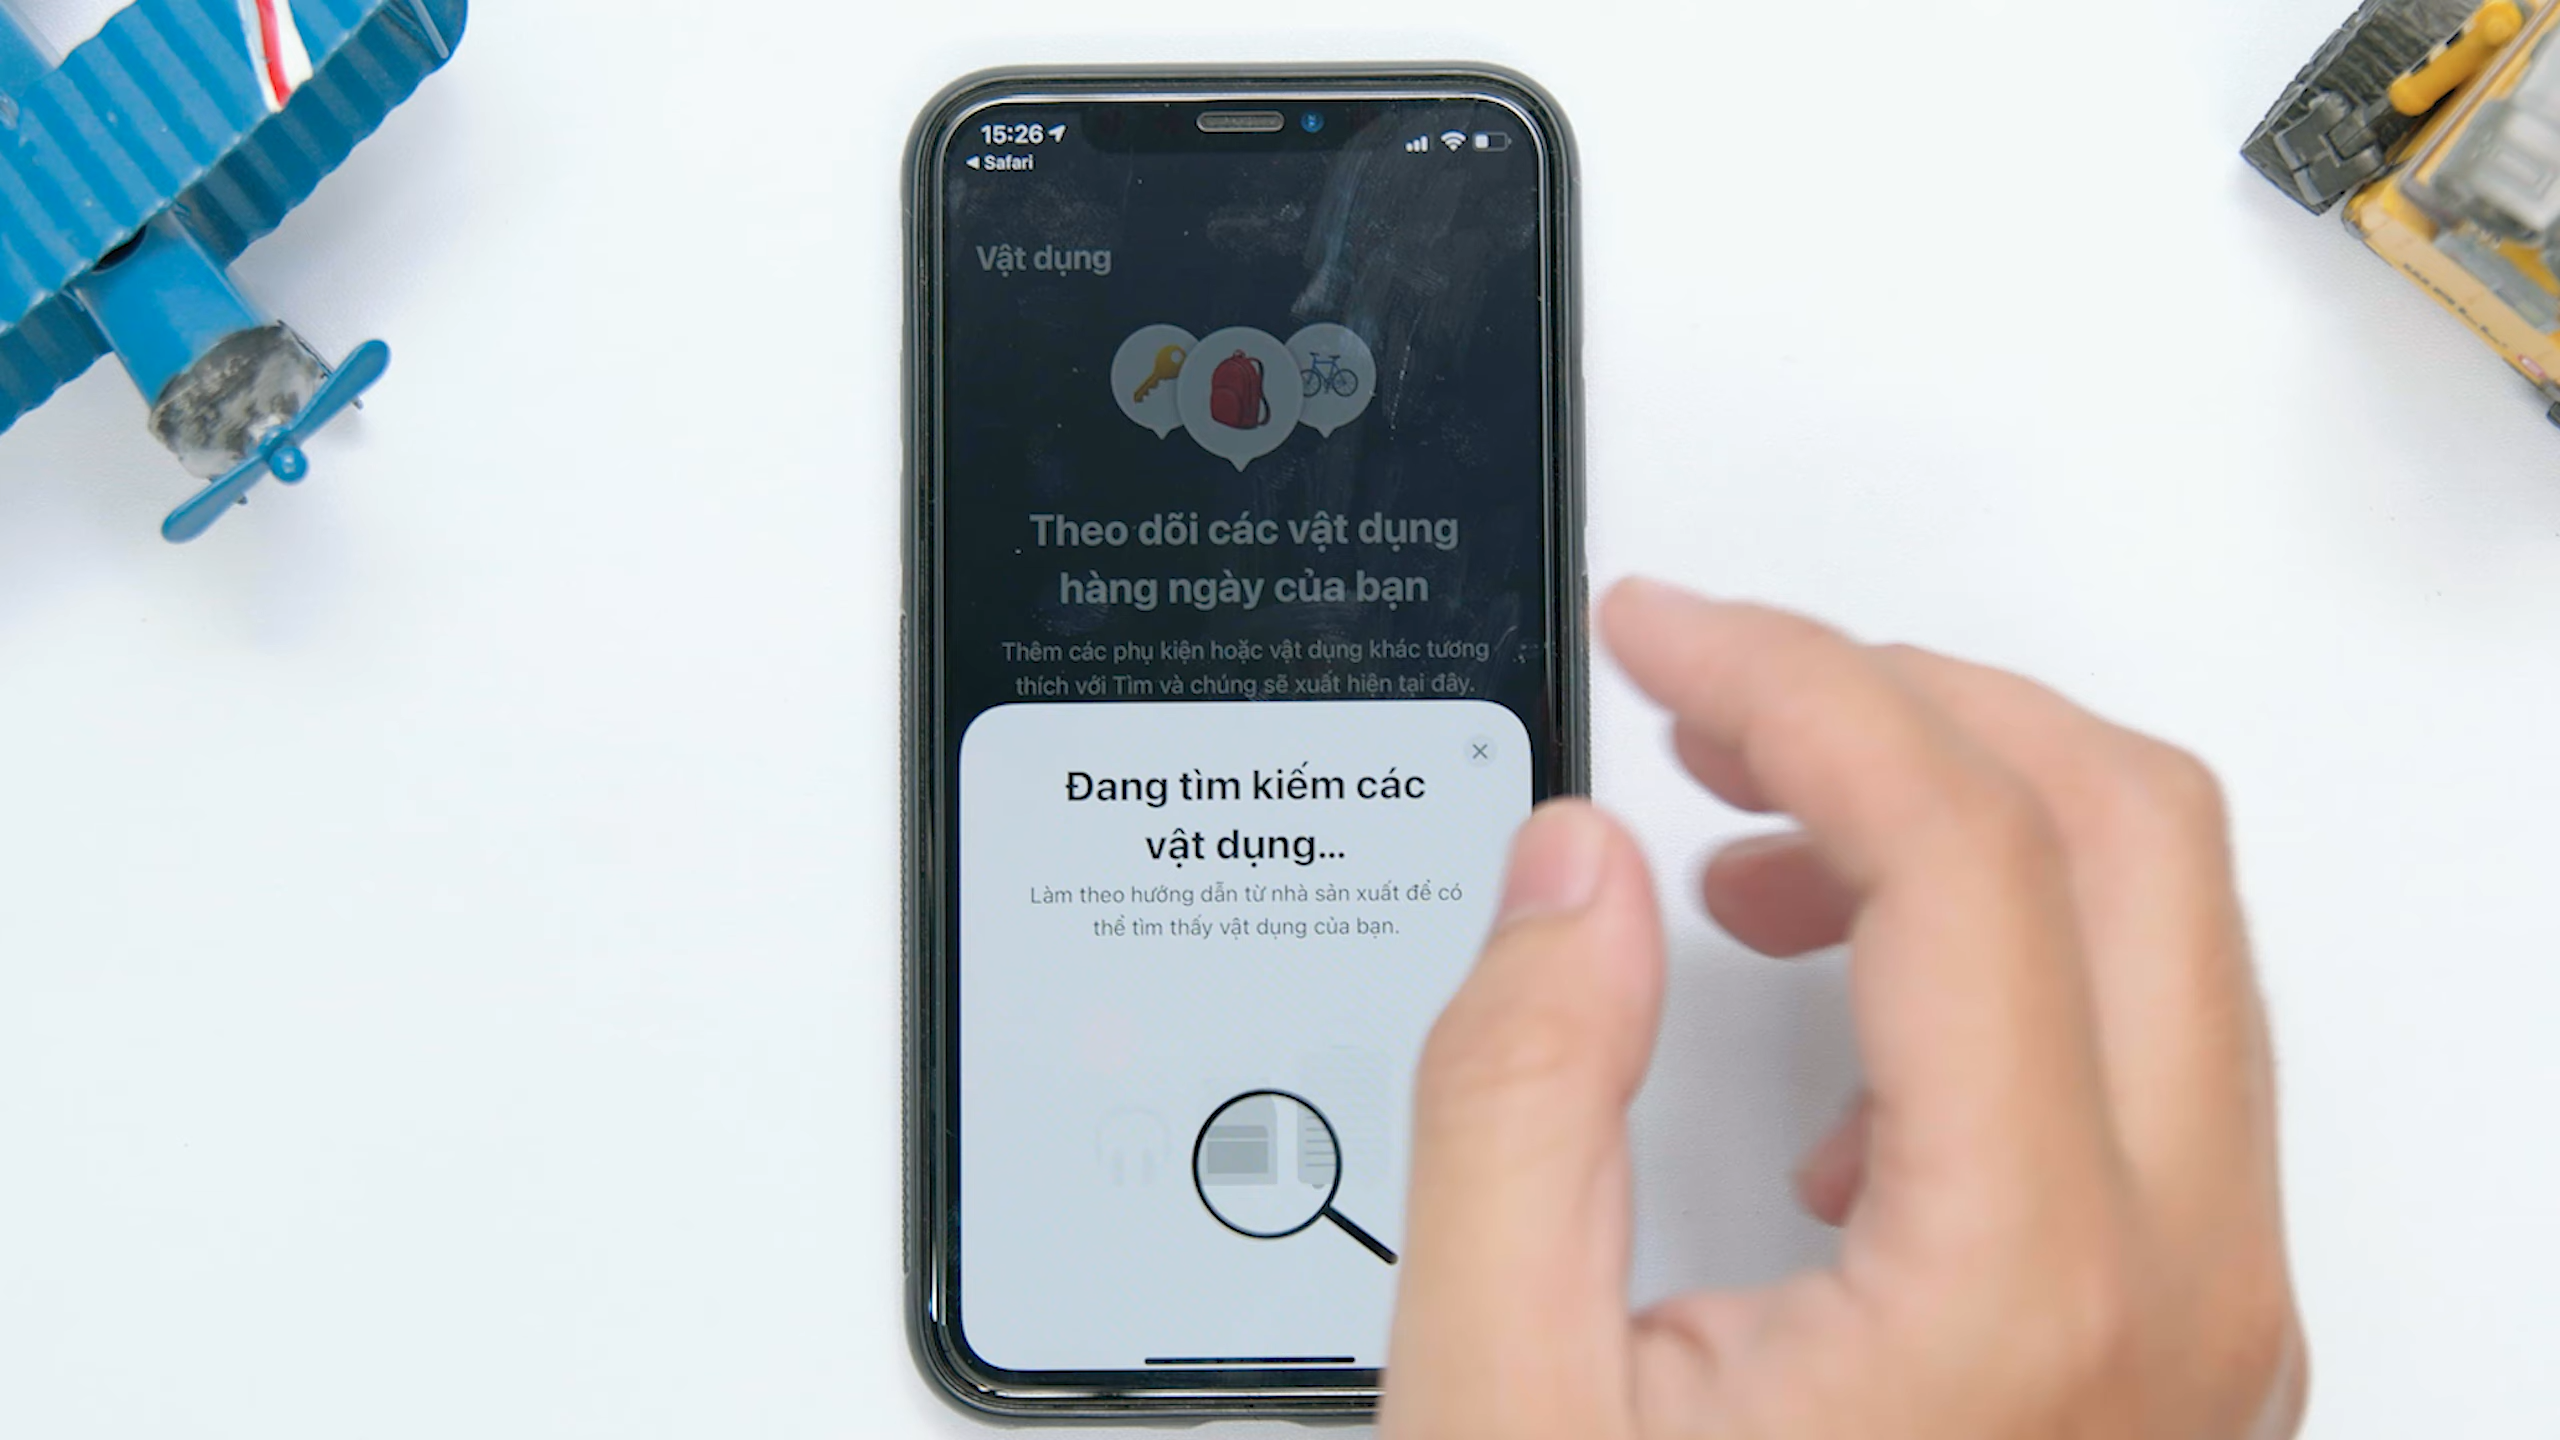 15:26
Safari
Vật dụng
Theo dõi các vật dụng
hàng ngày của bạn
Thêm các phụ kiện hoặc vật dụng khác tương
thích với Tìm và chúng sẽ xuất hiện tại đây.
Đang tìm kiếm các
vật dụng...
Làm theo hướng dẫn từ nhà sản xuất để có
thể tìm thấy vật dụng của bạn.